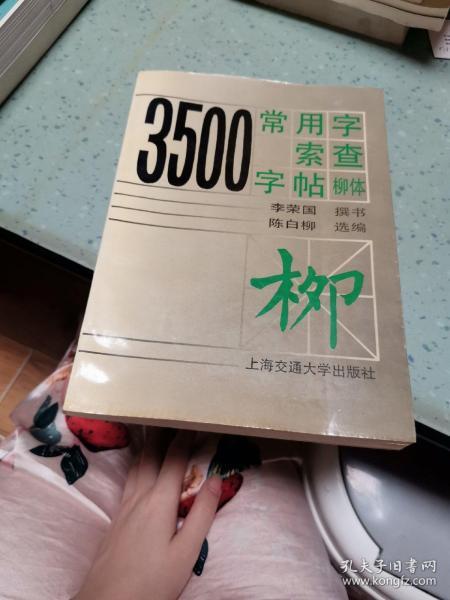 3500
常用字
索查
字帖 柳体
李荣国 撰书
陈白柳 选编
柳
上海交通大学出版社
孔夫子旧书网
www.kongfz.com